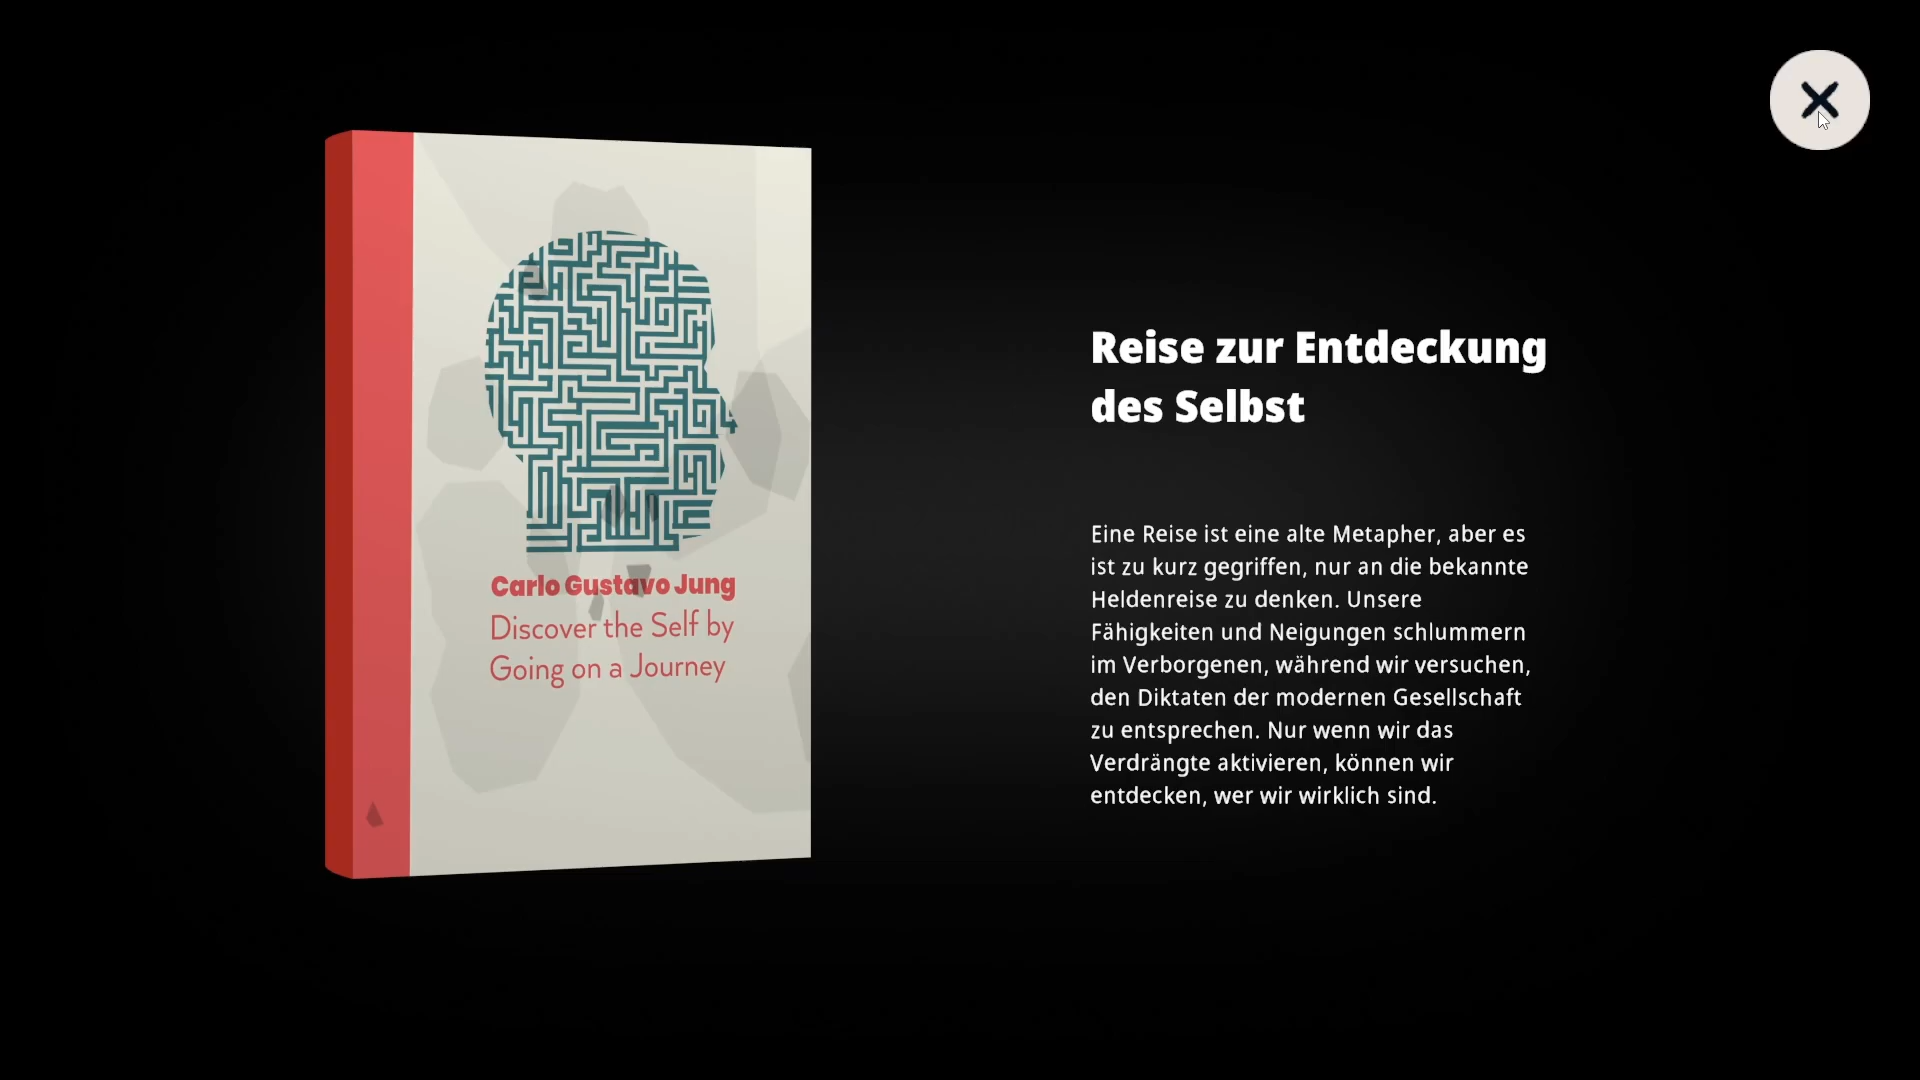 Carlo Gustavo Jung
Discover the Self by
Going on a Journey
Reise zur Entdeckung
des Selbst
Eine Reise ist eine alte Metapher, aber es
ist zu kurz gegriffen, nur an die bekannte
Heldenreise zu denken. Unsere
Fähigkeiten und Neigungen schlummern
im Verborgenen, während wir versuchen,
den Diktaten der modernen Gesellschaft
zu entsprechen. Nur wenn wir das
Verdrängte aktivieren, können wir
entdecken, wer wir wirklich sind.